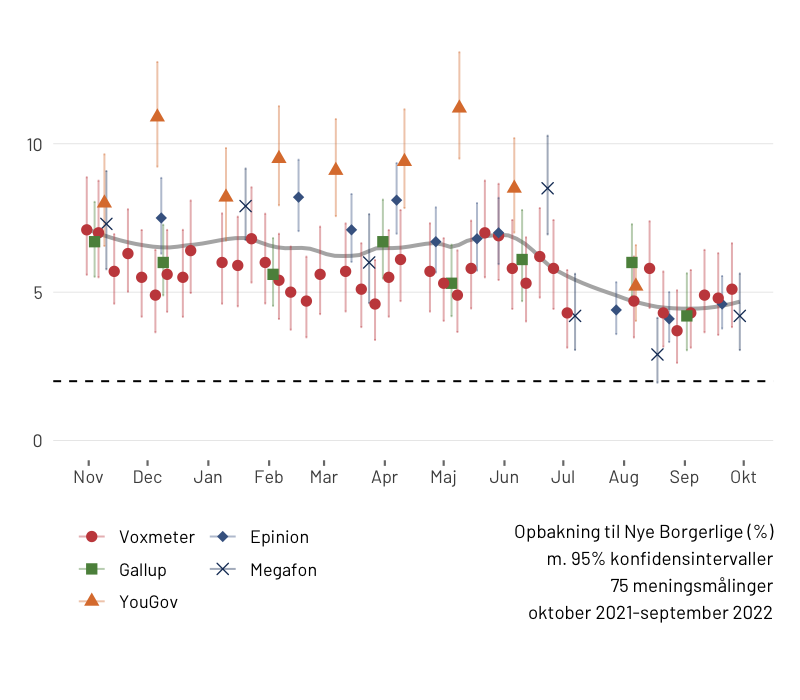 10
5
0
Nov Dec Jan Feb Mar Apr Maj Jun Jul Aug Sep Okt
Voxmeter Epinion
Gallup Megafon
YouGov
Opbakning til Nye Borgerlige (%)
m. 95% konfidensintervaller
75 meningsmålinger
oktober 2021-september 2022